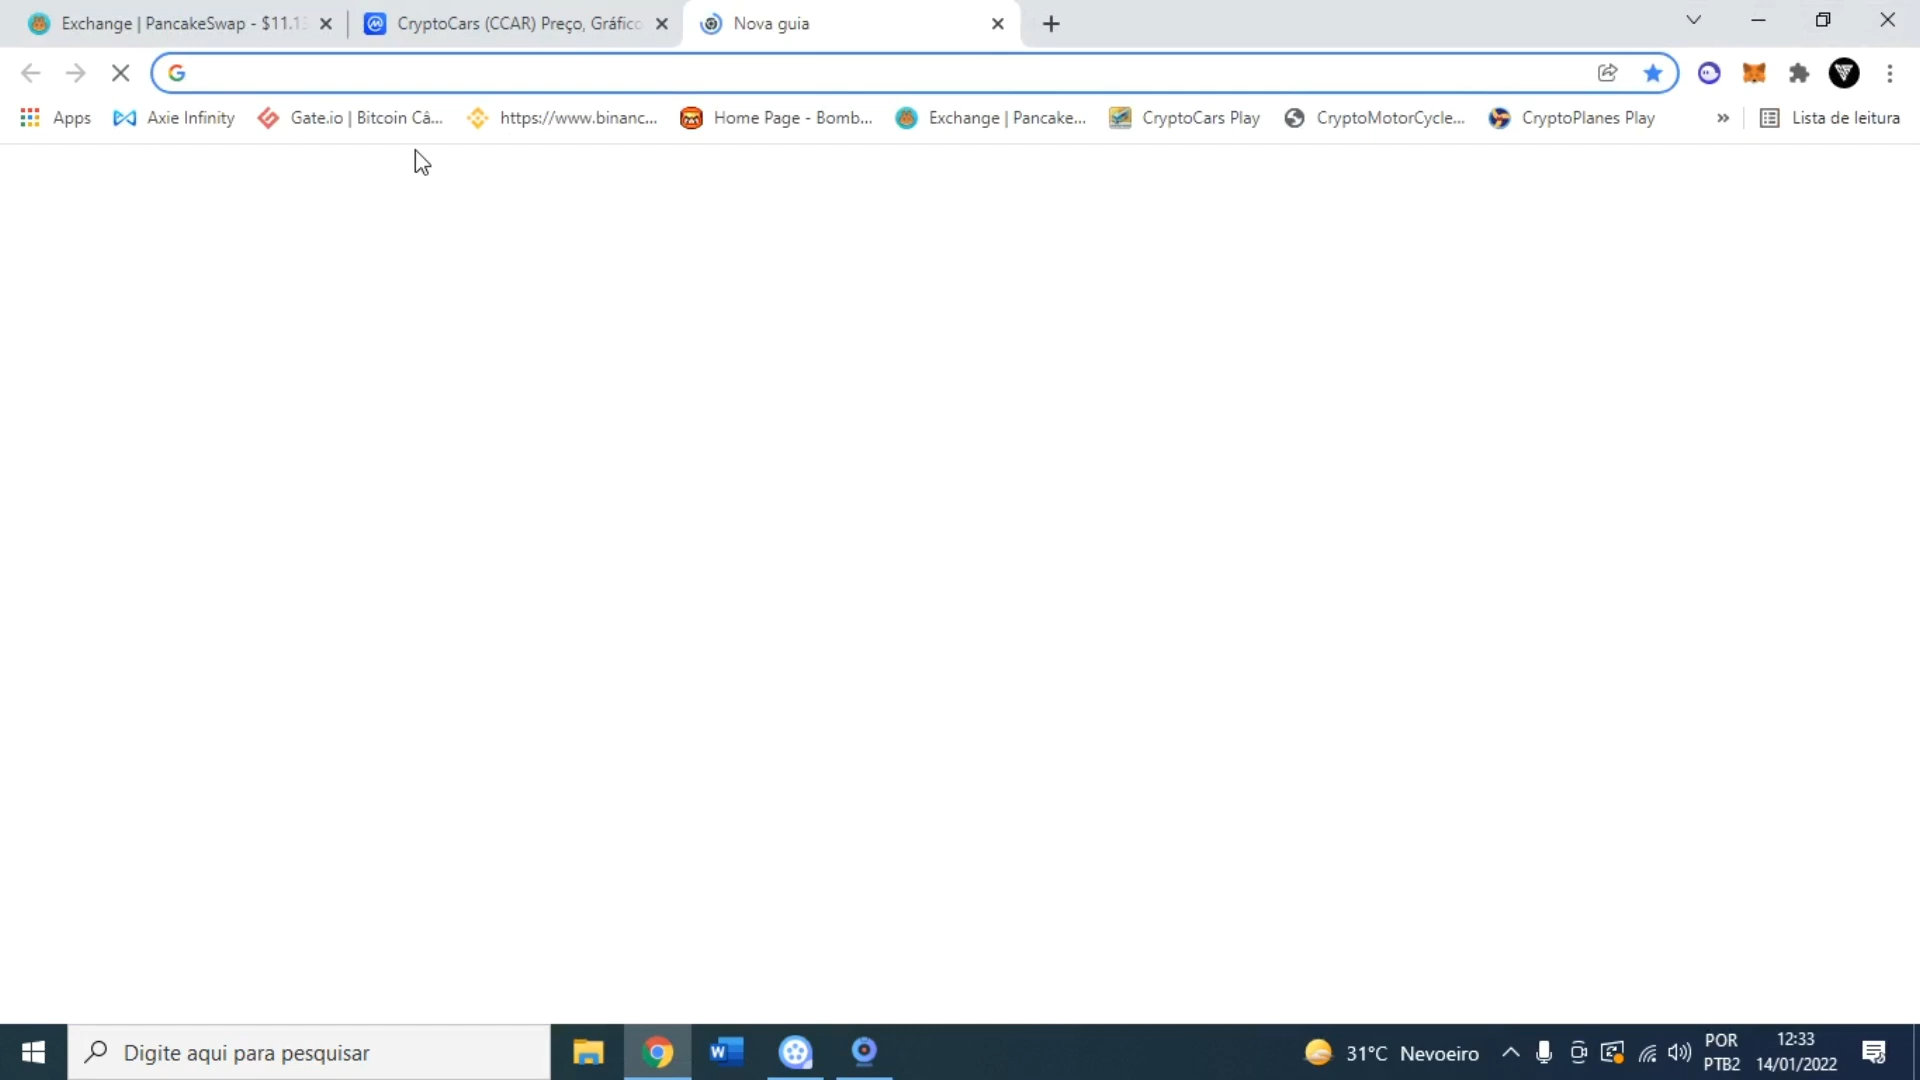 Exchange | PancakeSwap - $11.13
CryptoCars (CCAR) Preço, Gráfico
Nova guia
Apps
Axie Infinity
Gate.io | Bitcoin Câ...
https://www.binanc...
Home Page - Bomb...
Exchange | Pancake...
CryptoCars Play
CryptoMotorCycle...
CryptoPlanes Play
»
Lista de leitura
Digite aqui para pesquisar
31°C Nevoeiro
POR
PTB2
12:33
14/01/2022